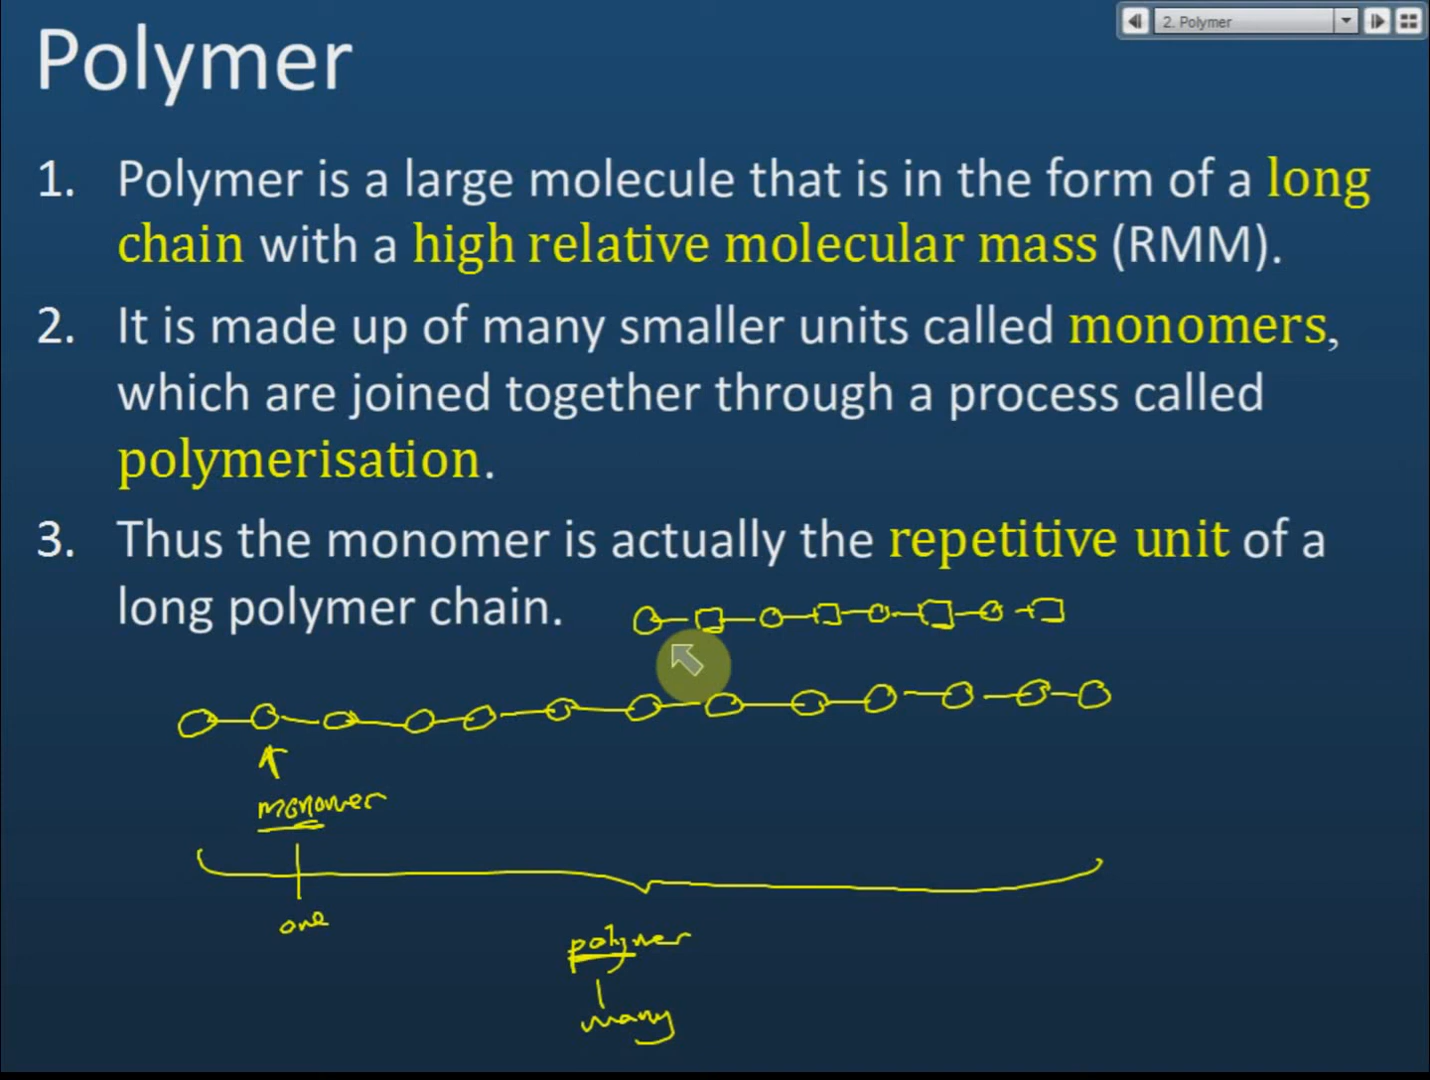 2. Polymer
Polymer
1. Polymer is a large molecule that is in the form of a long
chain with a high relative molecular mass (RMM).
2. It is made up of many smaller units called monomers,
which are joined together through a process called
polymerisation.
3. Thus the monomer is actually the repetitive unit of a
long polymer chain.
monomer
one
polymer
many